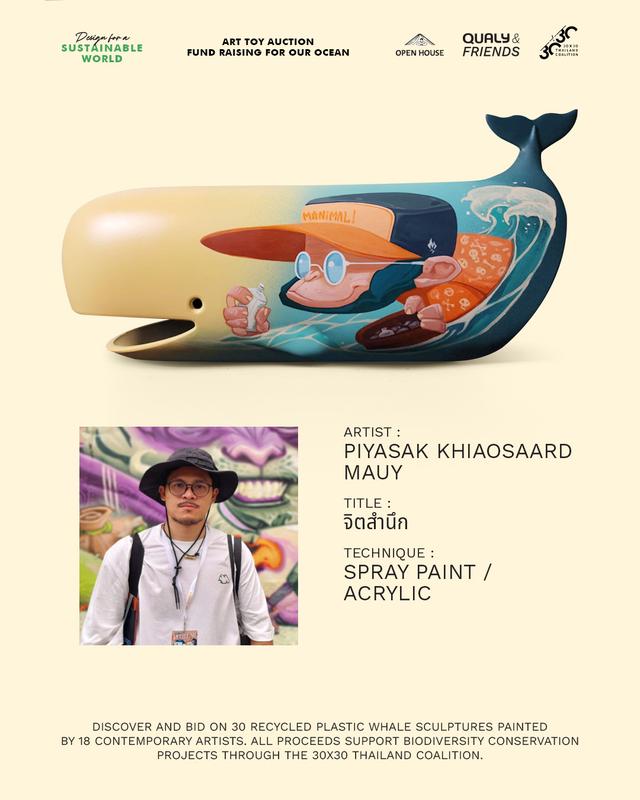 Design for a
SUSTAINABLE
WORLD
ART TOY AUCTION
FUND RAISING FOR OUR OCEAN
OPEN HOUSE
QUALY &
FRIENDS
30X30
30X30
THAILAND
COALITION
MANiMAL!
ARTIST :
PIYASAK KHIAOSAARD
MAUY
TITLE :
จิตสำนึก
TECHNIQUE :
SPRAY PAINT /
ACRYLIC
DISCOVER AND BID ON 30 RECYCLED PLASTIC WHALE SCULPTURES PAINTED
BY 18 CONTEMPORARY ARTISTS. ALL PROCEEDS SUPPORT BIODIVERSITY CONSERVATION
PROJECTS THROUGH THE 30X30 THAILAND COALITION.